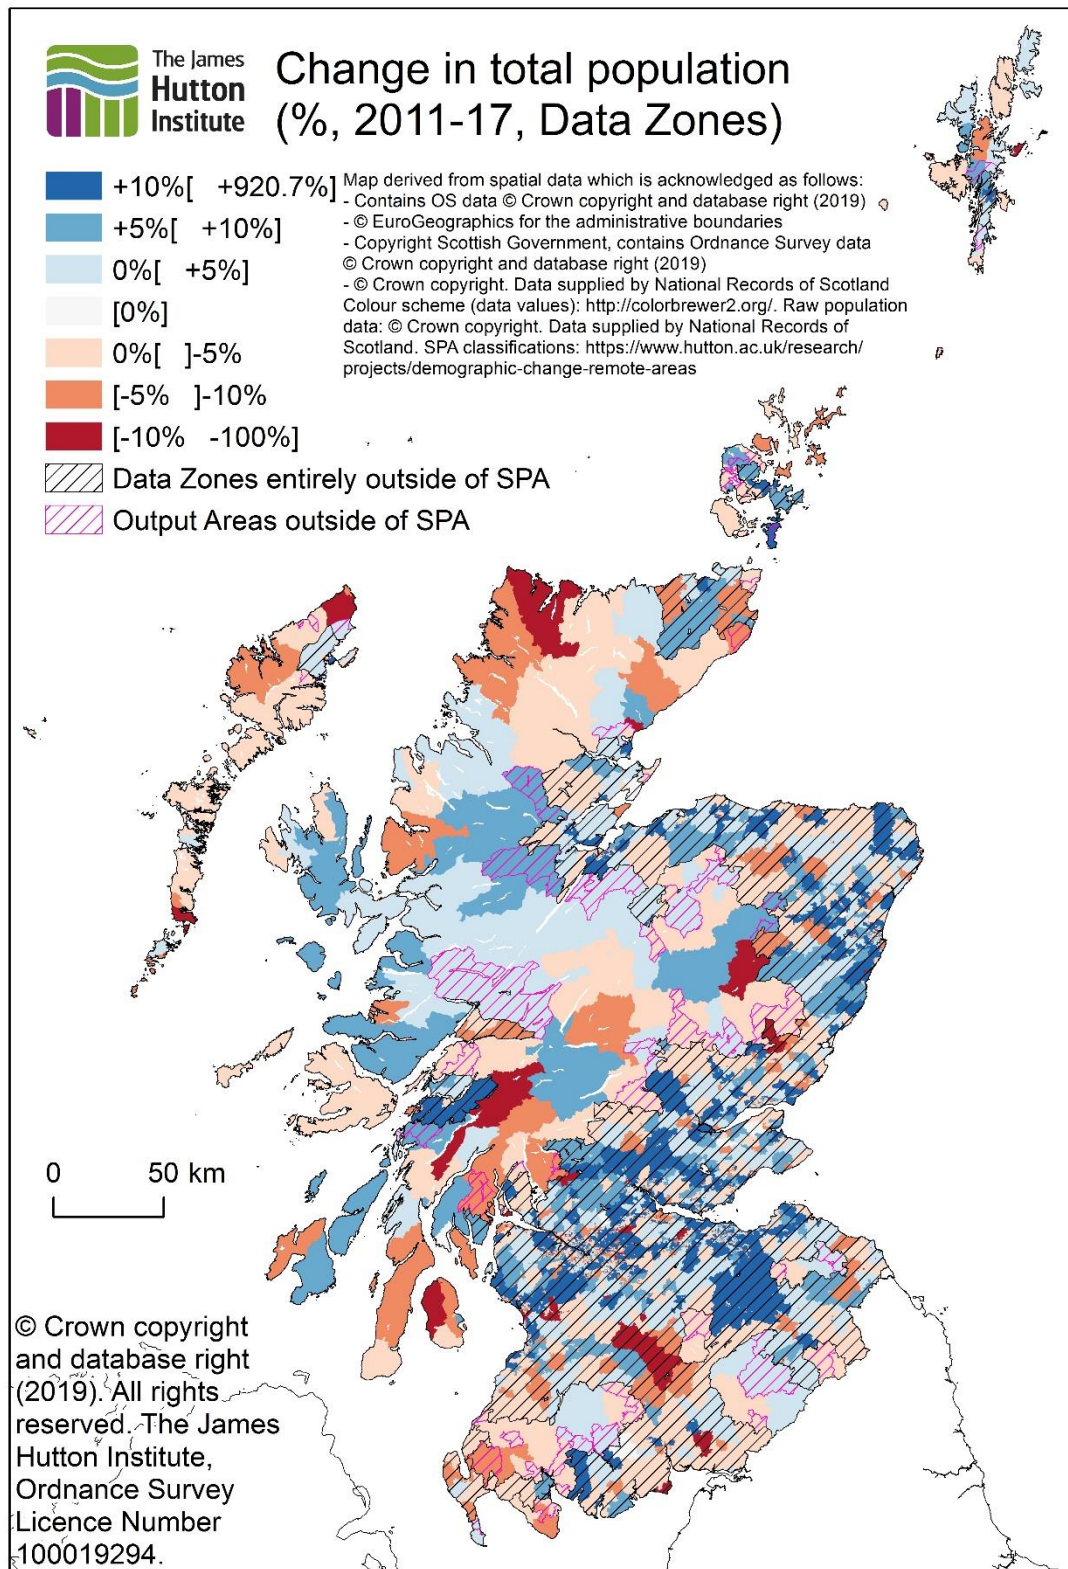 The James
Hutton
Institute
Change in total population
(%, 2011-17, Data Zones)
+10%[ +920.7%]
+5%[ +10%]
0%[ +5%]
[0%]
0%[ ]-5%
[-5% ]-10%
[-10% -100%]
Data Zones entirely outside of SPA
Output Areas outside of SPA
Map derived from spatial data which is acknowledged as follows:
- Contains OS data © Crown copyright and database right (2019)
- © EuroGeographics for the administrative boundaries
- Copyright Scottish Government, contains Ordnance Survey data
© Crown copyright and database right (2019)
- © Crown copyright. Data supplied by National Records of Scotland
Colour scheme (data values): http://colorbrewer2.org/. Raw population
data: © Crown copyright. Data supplied by National Records of
Scotland. SPA classifications: https://www.hutton.ac.uk/research/
projects/demographic-change-remote-areas
0 50 km
© Crown copyright
and database right
(2019). All rights
reserved. The James
Hutton Institute,
Ordnance Survey
Licence Number
100019294.